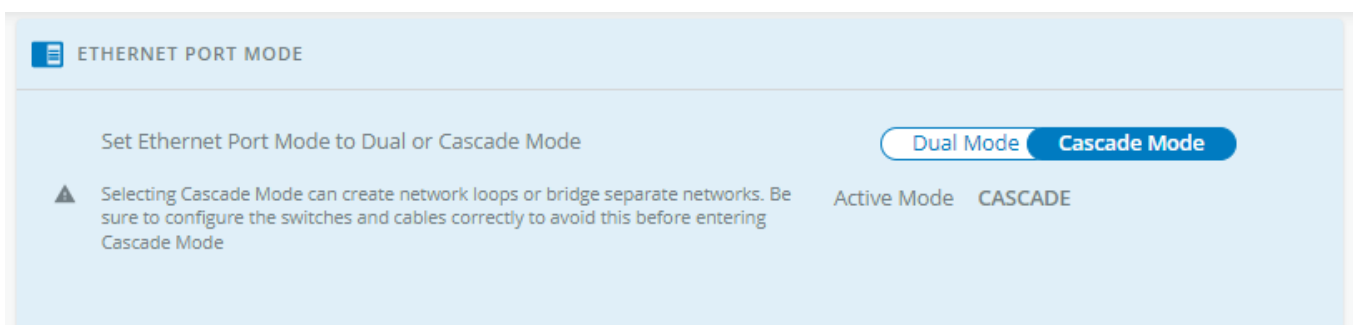 ETHERNET PORT MODE
Set Ethernet Port Mode to Dual or Cascade Mode
Dual Mode Cascade Mode
Selecting Cascade Mode can create network loops or bridge separate networks. Be
sure to configure the switches and cables correctly to avoid this before entering
Cascade Mode
Active Mode CASCADE